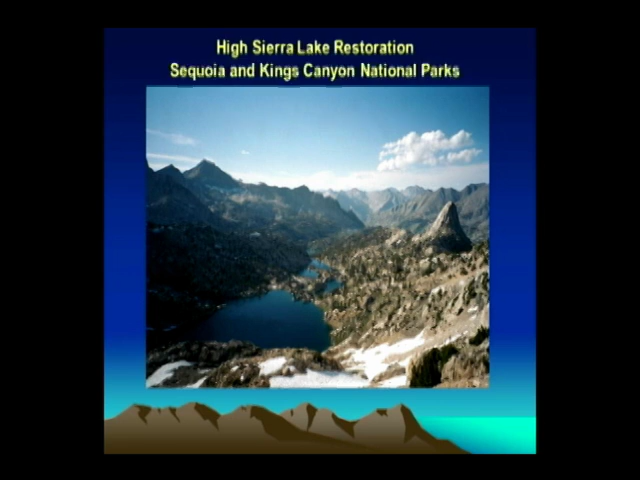 High Sierra Lake Restoration
Sequoia and Kings Canyon National Parks